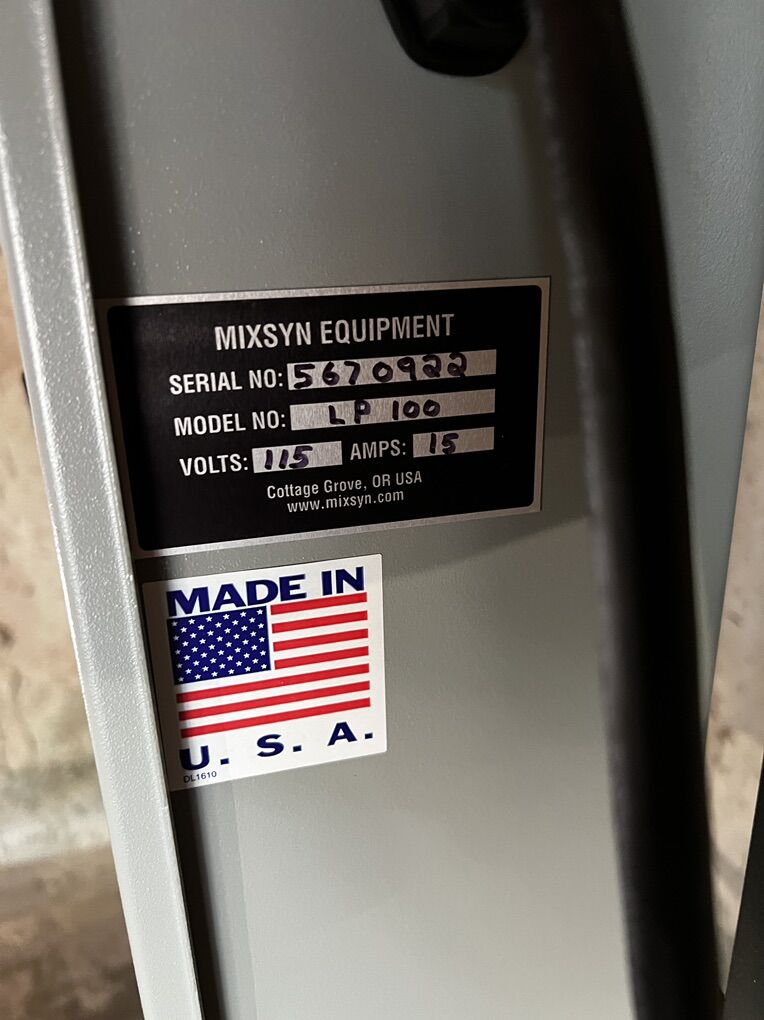 MIXSYN EQUIPMENT
SERIAL NO: 5670922
MODEL NO: LP 100
VOLTS: 115 AMPS: 15
Cottage Grove, OR USA
www.mixsyn.com
MADE IN
U. S. A.
DL1610